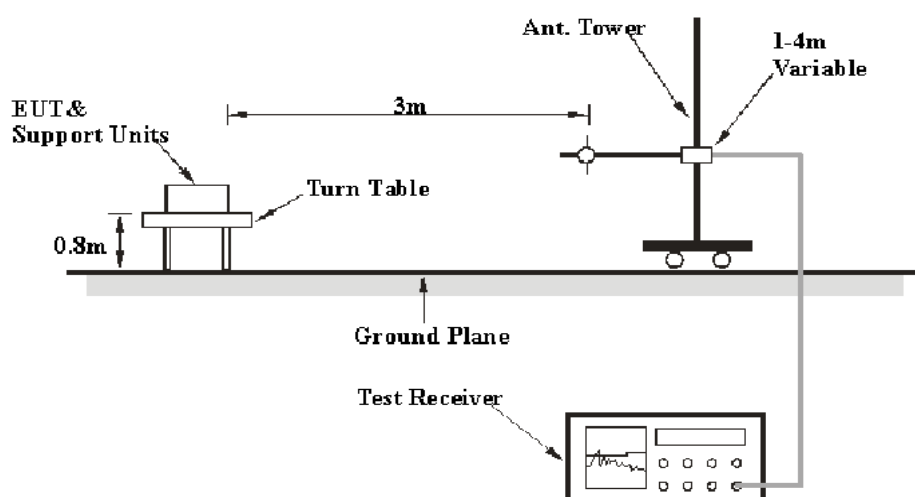 Ant. Tower
1-4m
Variable
3m
EUT&
Support Units
Turn Table
0.8m
Ground Plane
Test Receiver